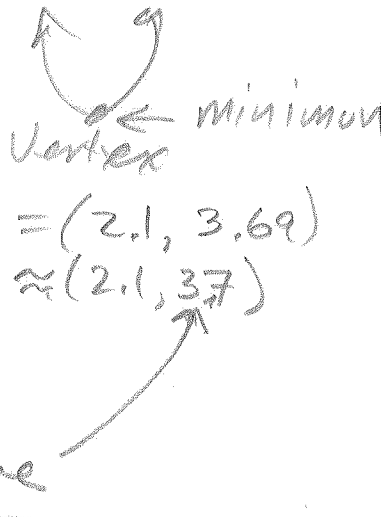 ← minimum
vertex
=(2.1, 3.69)
≈(2.1, 3.7)